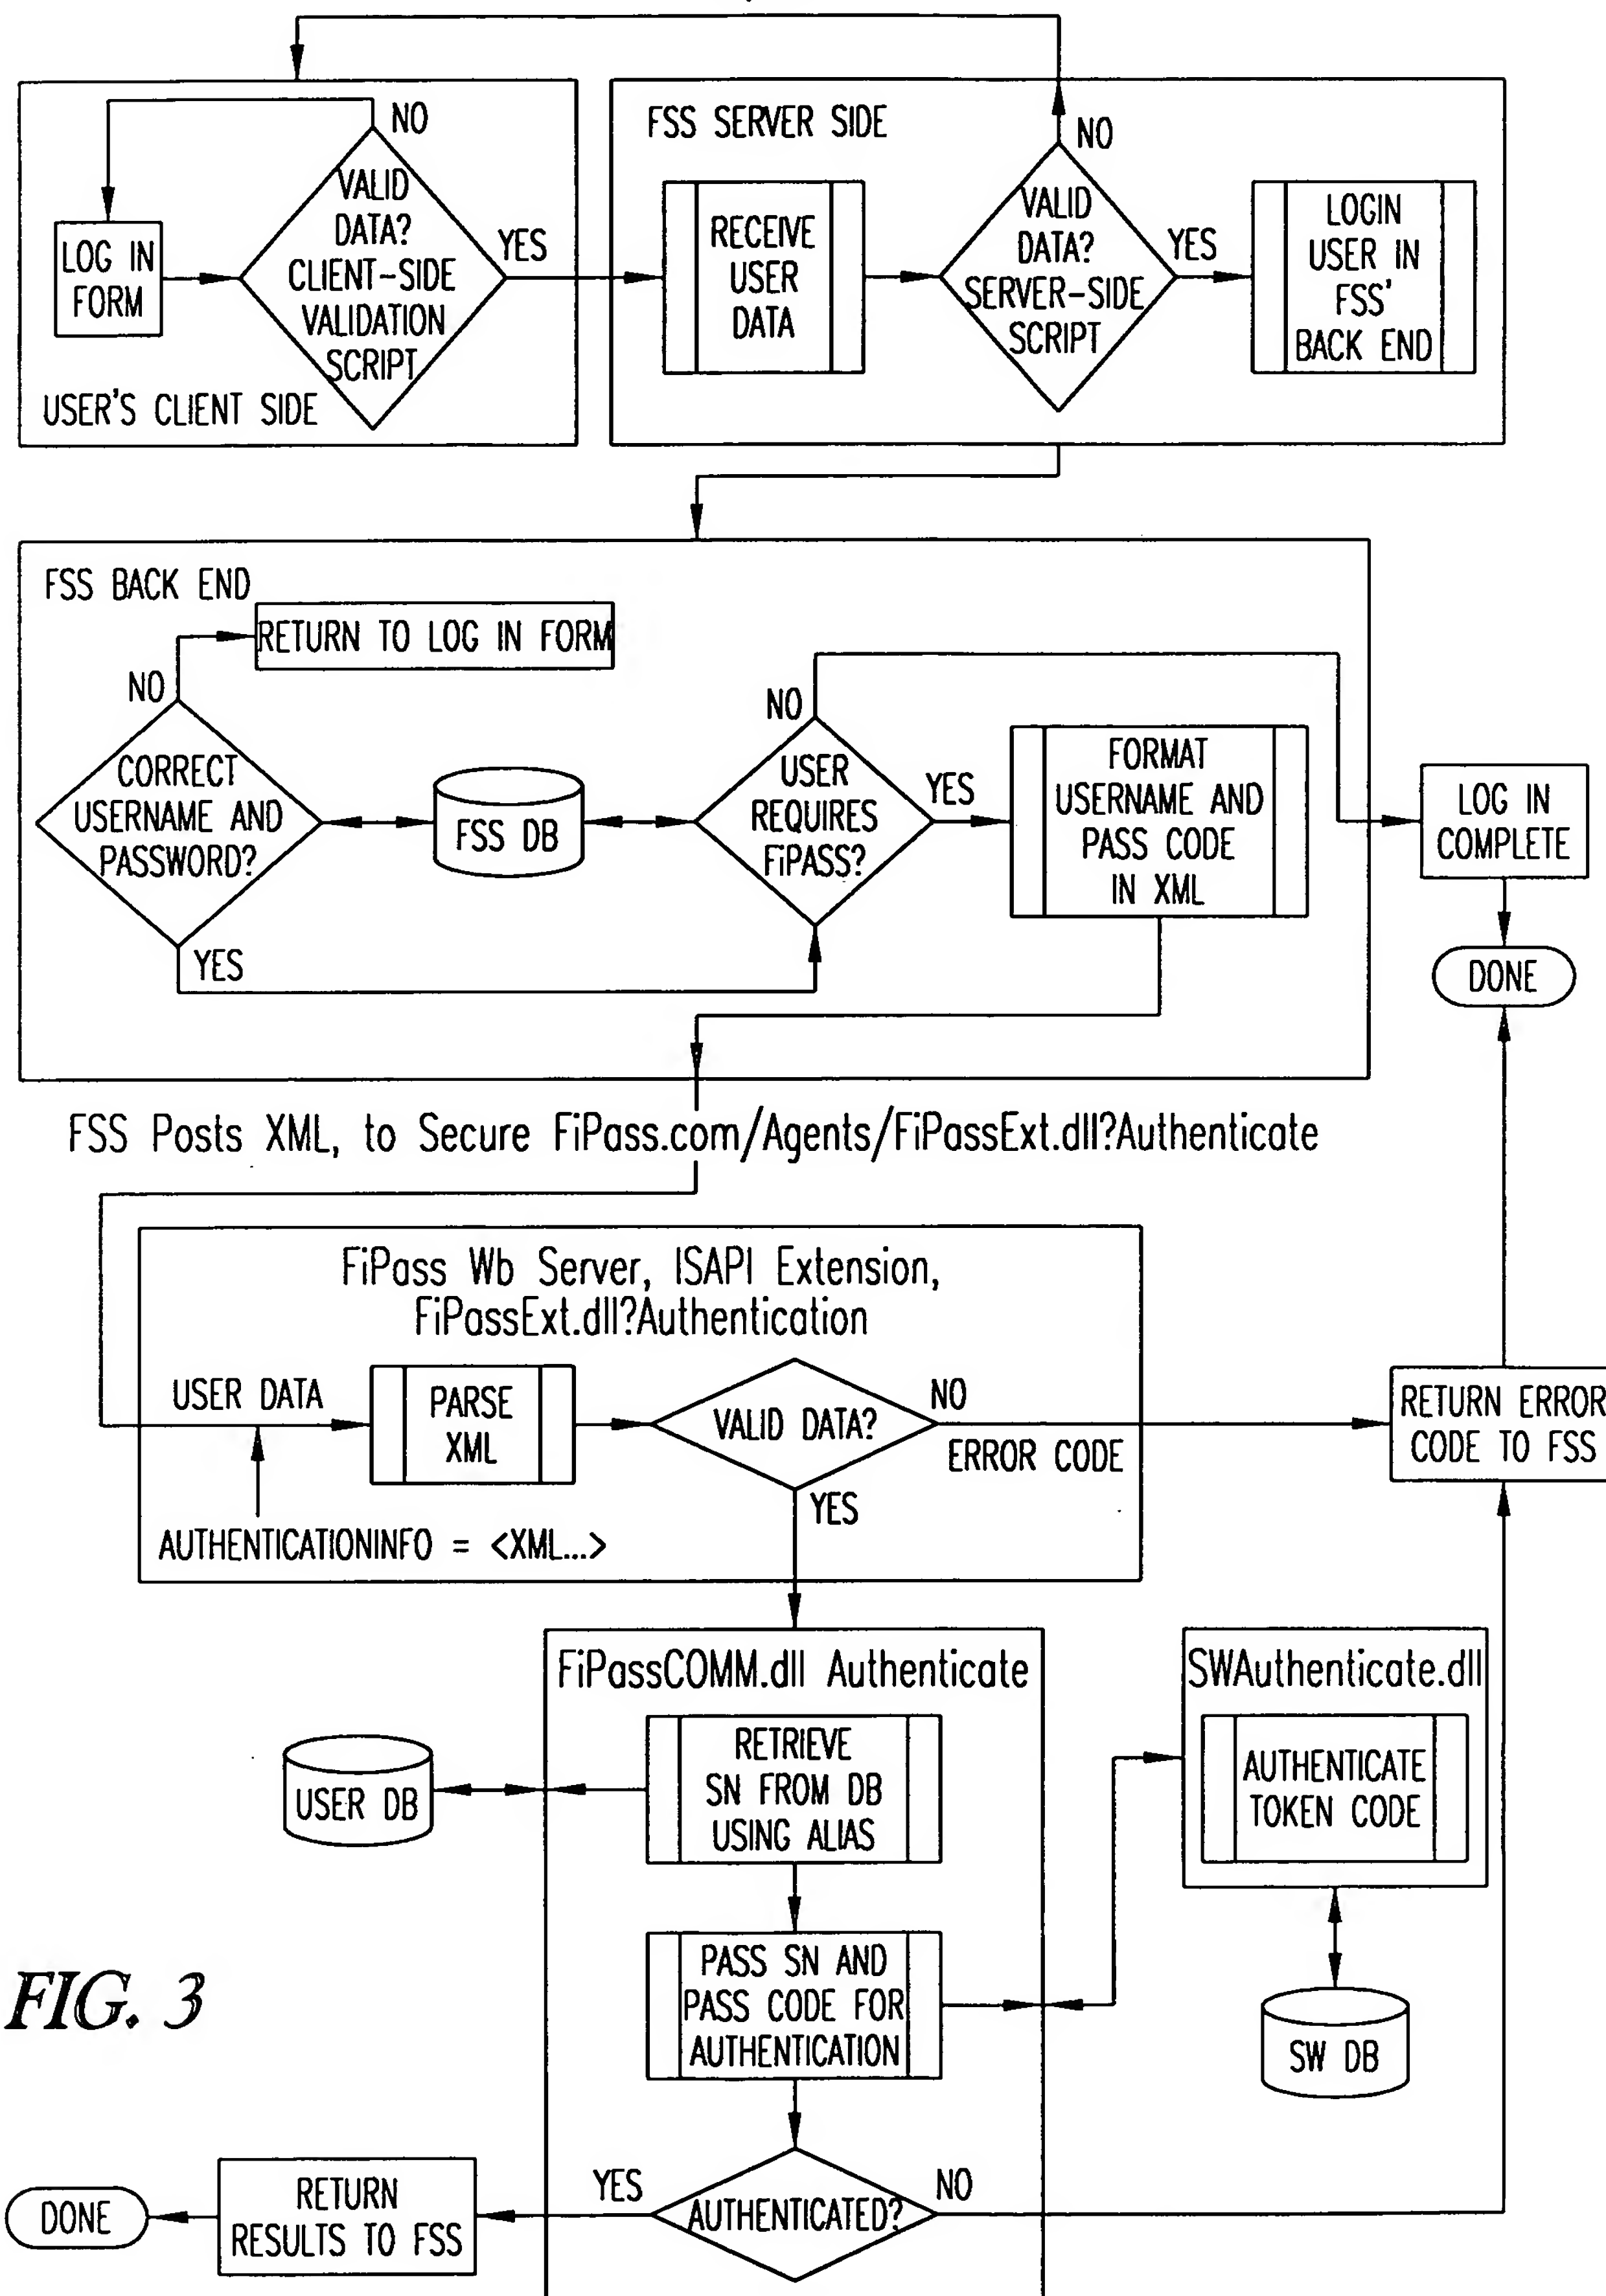 NO
VALID
DATA?
CLIENT-SIDE
VALIDATION
SCRIPT
LOG IN
FORM
YES
USER'S CLIENT SIDE
FSS SERVER SIDE
RECEIVE
USER
DATA
NO
VALID
DATA?
SERVER-SIDE
SCRIPT
YES
LOGIN
USER IN
FSS'
BACK END
FSS BACK END
RETURN TO LOG IN FORM
NO
CORRECT
USERNAME AND
PASSWORD?
YES
FSS DB
NO
USER
REQUIRES
FiPASS?
YES
FORMAT
USERNAME AND
PASS CODE
IN XML
LOG IN
COMPLETE
DONE
FSS Posts XML, to Secure FiPass.com/Agents/FiPassExt.dll?Authenticate
FiPass Wb Server, ISAPI Extension,
FiPassExt.dll?Authentication
USER DATA
PARSE
XML
VALID DATA?
NO
ERROR CODE
YES
AUTHENTICATIONINFO = <XML...>
RETURN ERROR
CODE TO FSS
FiPassCOMM.dll Authenticate
RETRIEVE
SN FROM DB
USING ALIAS
USER DB
SWAuthenticate.dll
AUTHENTICATE
TOKEN CODE
PASS SN AND
PASS CODE FOR
AUTHENTICATION
SW DB
FIG. 3
YES
AUTHENTICATED?
NO
RETURN
RESULTS TO FSS
DONE